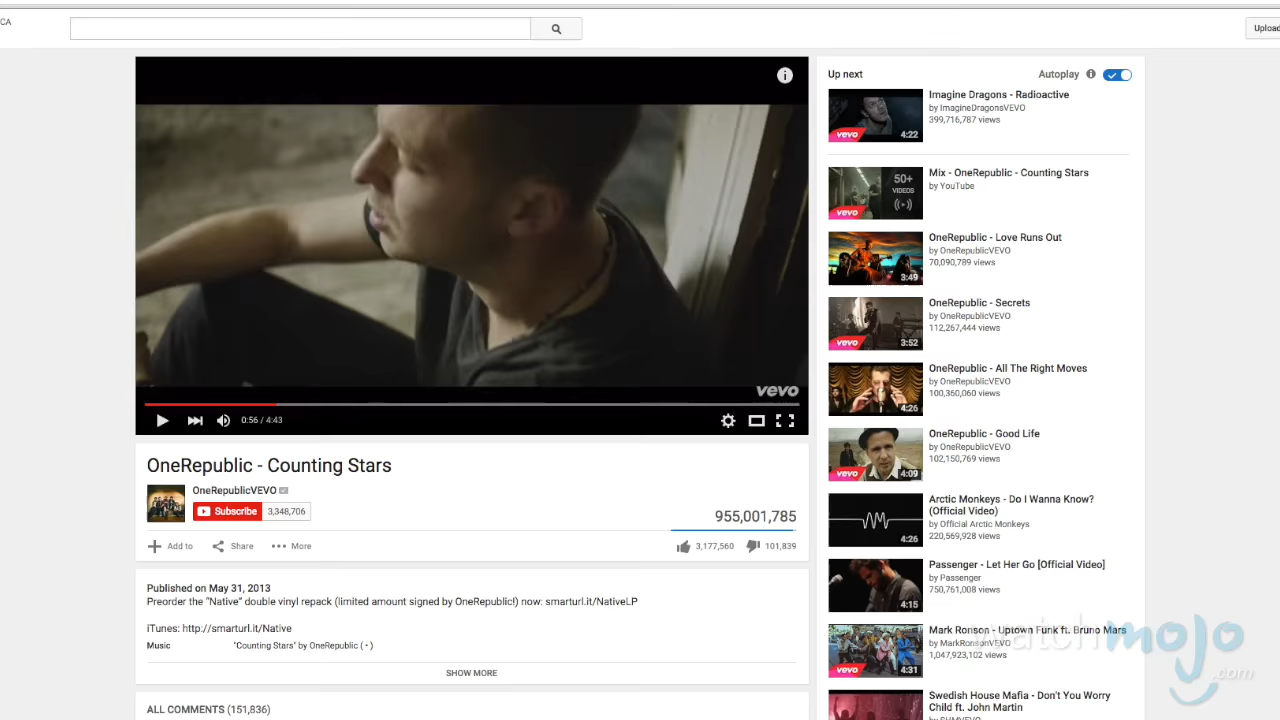 CA
Upload
i
vevo
0:56 / 4:43
OneRepublic - Counting Stars
OneRepublicVEVO
Subscribe 3,348,706
955,001,785
Add to Share More 3,177,560 101,839
Published on May 31, 2013
Preorder the "Native" double vinyl repack (limited amount signed by OneRepublic!) now: smarturl.it/NativeLP
iTunes: http://smarturl.it/Native
Music "Counting Stars" by OneRepublic ( • )
SHOW MORE
ALL COMMENTS (151,836)
Up next Autoplay
vevo 4:22
Imagine Dragons - Radioactive
by ImagineDragonsVEVO
399,716,787 views
50+
VIDEOS
vevo
Mix - OneRepublic - Counting Stars
by YouTube
vevo 3:49
OneRepublic - Love Runs Out
by OneRepublicVEVO
70,090,789 views
vevo 3:52
OneRepublic - Secrets
by OneRepublicVEVO
112,267,444 views
vevo 4:26
OneRepublic - All The Right Moves
by OneRepublicVEVO
100,360,060 views
vevo 4:09
OneRepublic - Good Life
by OneRepublicVEVO
102,150,769 views
4:26
Arctic Monkeys - Do I Wanna Know?
(Official Video)
by Official Arctic Monkeys
220,569,928 views
4:15
Passenger - Let Her Go [Official Video]
by Passenger
750,761,008 views
vevo 4:31
Mark Ronson - Uptown Funk ft. Bruno Mars
by MarkRonsonVEVO
1,047,923,102 views
Swedish House Mafia - Don't You Worry
Child ft. John Martin
watchmojo
.com